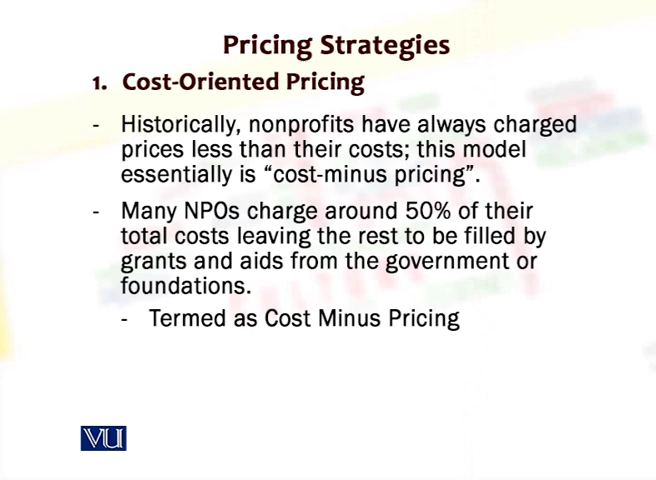 Pricing Strategies
1. Cost-Oriented Pricing
- Historically, nonprofits have always charged
prices less than their costs; this model
essentially is “cost-minus pricing”.
- Many NPOs charge around 50% of their
total costs leaving the rest to be filled by
grants and aids from the government or
foundations.
- Termed as Cost Minus Pricing
VU